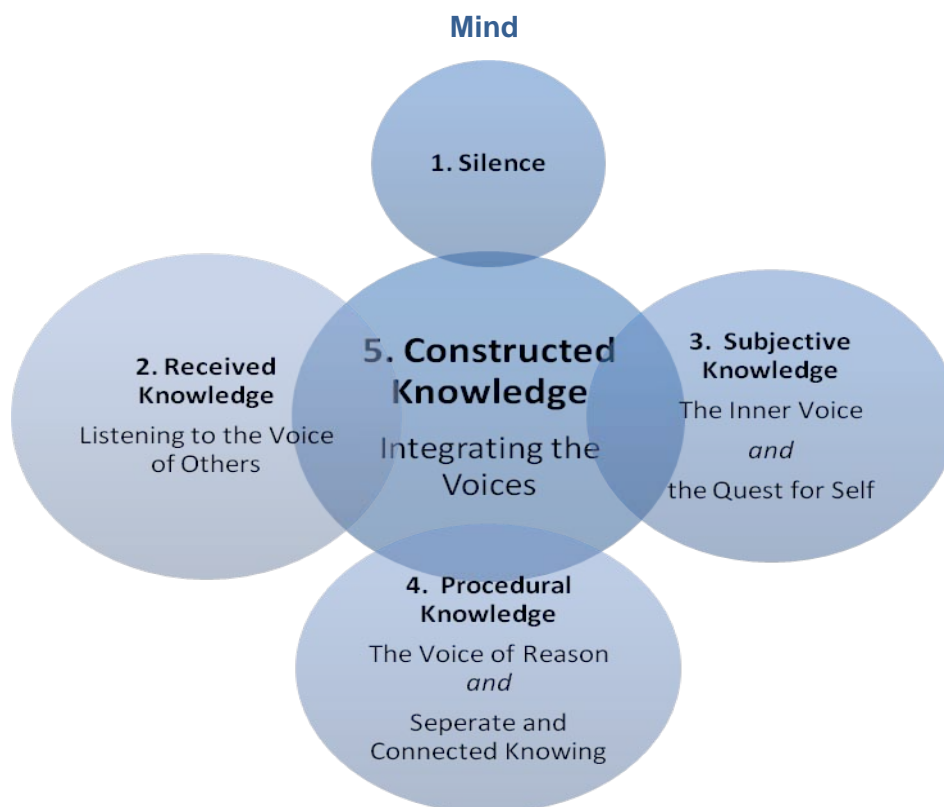 Mind
1. Silence
2. Received
Knowledge
Listening to the Voice
of Others
5. Constructed
Knowledge
Integrating the
Voices
3. Subjective
Knowledge
The Inner Voice
and
the Quest for Self
4. Procedural
Knowledge
The Voice of Reason
and
Seperate and
Connected Knowing